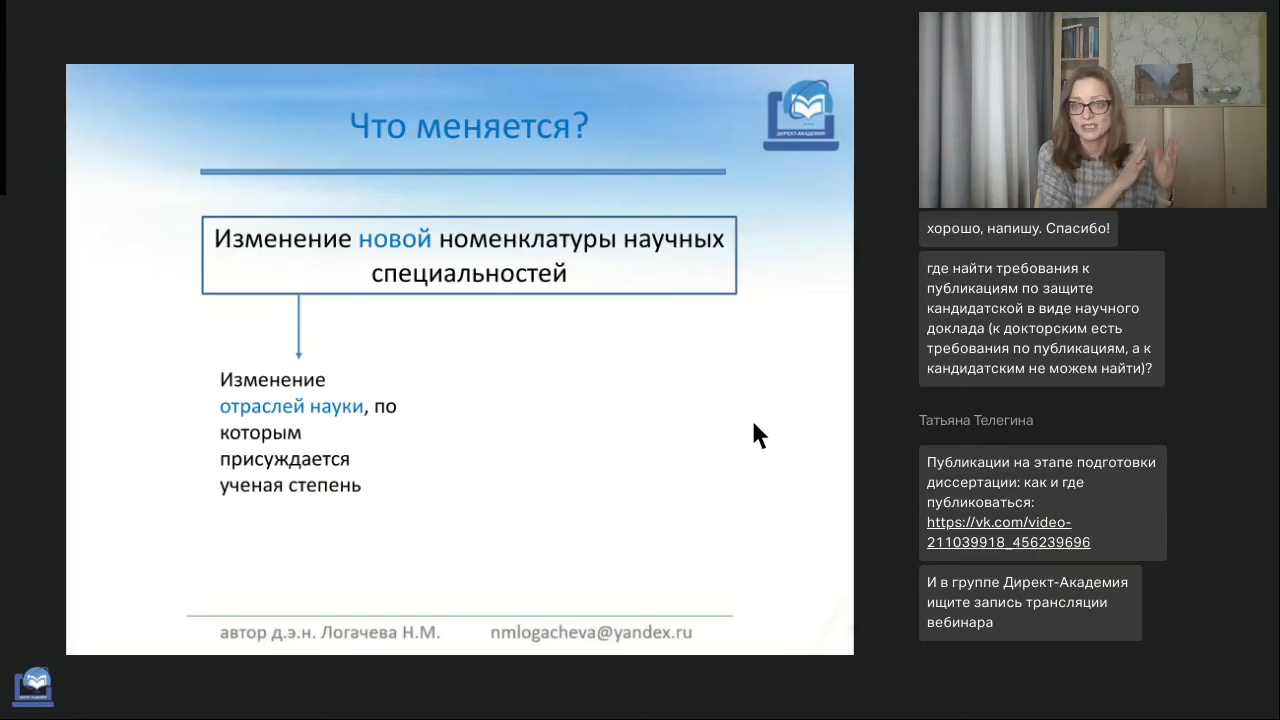 Что меняется?
ДИРЕКТ-АКАДЕМИЯ
Изменение новой номенклатуры научных
специальностей
Изменение
отраслей науки, по
которым
присуждается
ученая степень
автор д.э.н. Логачева Н.М. nmlogacheva@yandex.ru
хорошо, напишу. Спасибо!
где найти требования к
публикациям по защите
кандидатской в виде научного
доклада (к докторским есть
требования по публикациям, а к
кандидатским не можем найти)?
Татьяна Телегина
Публикации на этапе подготовки
диссертации: как и где
публиковаться:
https://vk.com/video-
211039918_456239696
И в группе Директ-Академия
ищите запись трансляции
вебинара